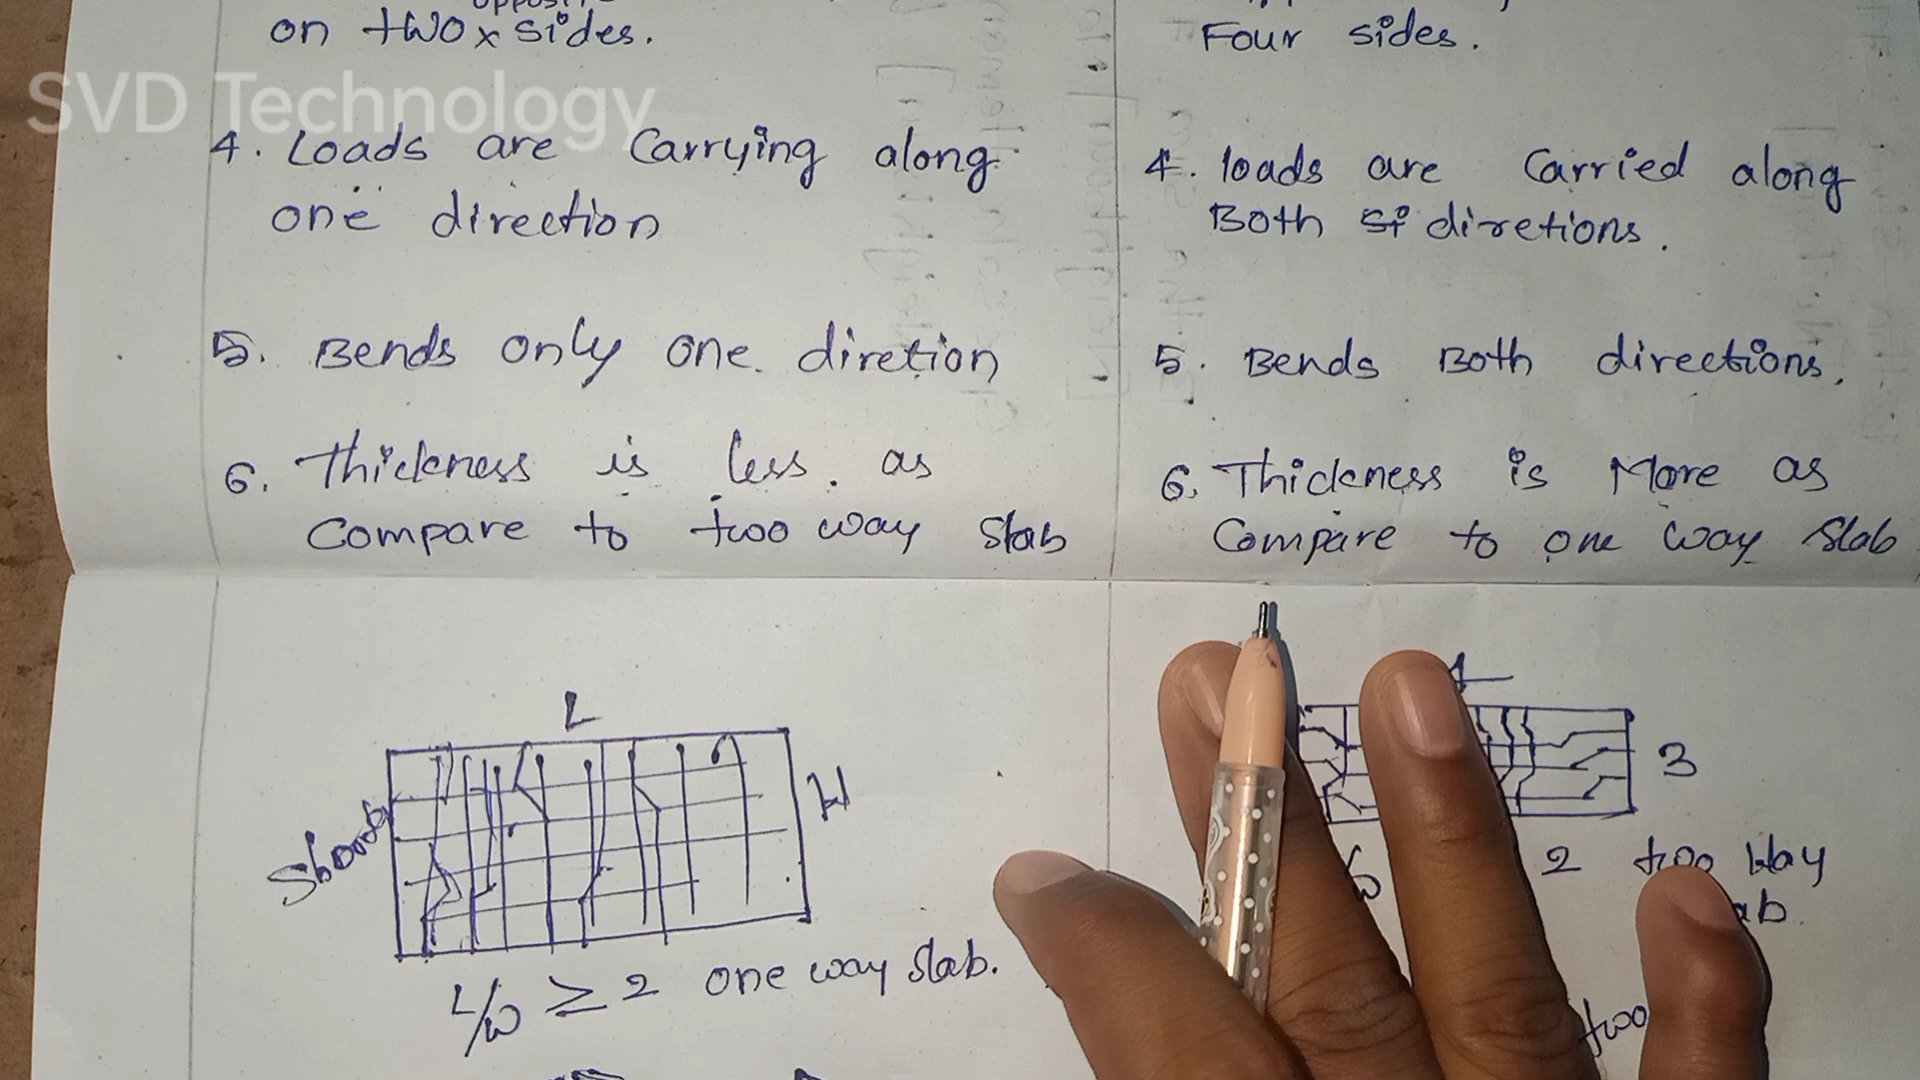 opposite
on two x sides.
SVD Technology
4. Loads are Carrying along
one direction
5. Bends only one. diretion
6. Thickness is less. as
Compare to two way Slab
L
W
L/W ≥ 2 one way slab.
Four sides.
4. loads are Carried along
Both si diretions.
5. Bends Both directions.
6. Thickness is More as
Compare to one way Slab
4
3
2 two Way
two